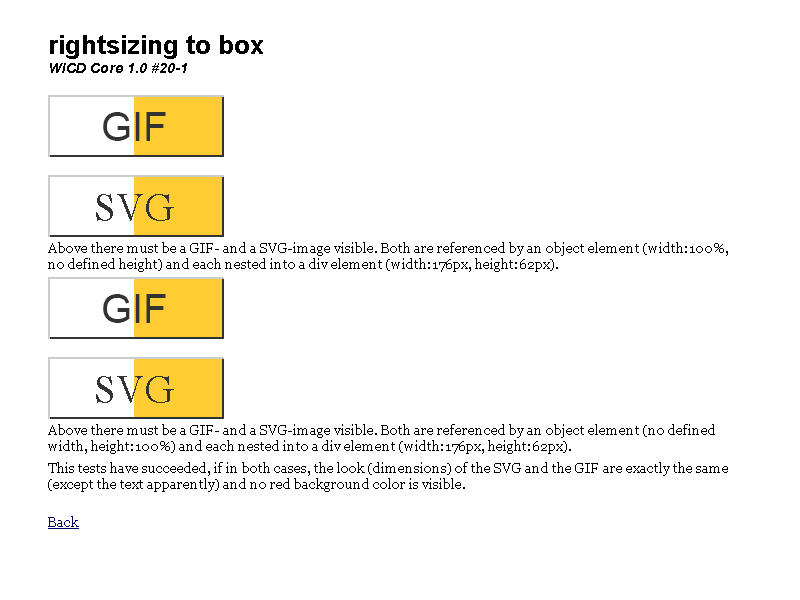 rightsizing to box
WiCD Core 1.0 #20-1
GIF
SVG
Above there must be a GIF- and a SVG-image visible. Both are referenced by an object element (width:100%,
no defined height) and each nested into a div element (width:176px, height:62px).
GIF
SVG
Above there must be a GIF- and a SVG-image visible. Both are referenced by an object element (no defined
width, height:100%) and each nested into a div element (width:176px, height:62px).
This tests have succeeded, if in both cases, the look (dimensions) of the SVG and the GIF are exactly the same
(except the text apparently) and no red background color is visible.
Back